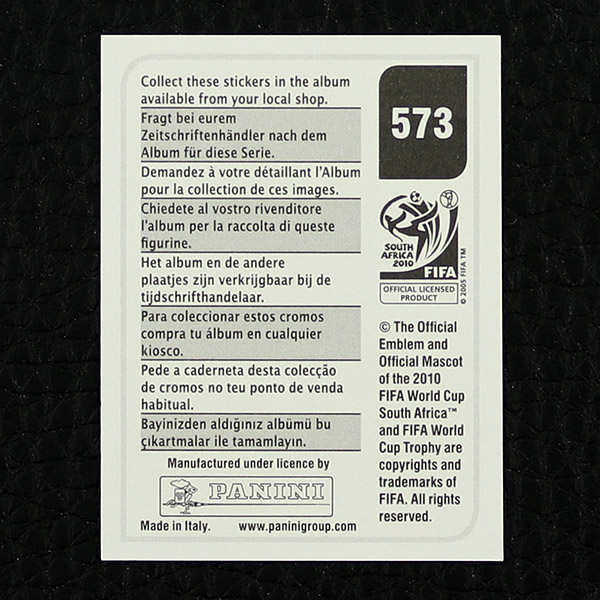 Collect these stickers in the album
available from your local shop.
Fragt bei eurem
Zeitschriftenhändler nach dem
Album für diese Serie.
Demandez à votre détaillant l'Album
pour la collection de ces images.
Chiedete al vostro rivenditore
l'album per la raccolta di queste
figurine.
Het album en de andere
plaatjes zijn verkrijgbaar bij de
tijdschrifthandelaar.
Para coleccionar estos cromos
compra tu álbum en cualquier
kiosco.
Pede a caderneta desta colecção
de cromos no teu ponto de venda
habitual.
Bayinizden aldığınız albümü bu
çıkartmalar ile tamamlayın.
Manufactured under licence by
PANINI
Made in Italy. www.paninigroup.com
573
SOUTH
AFRICA
2010
FIFA
OFFICIAL LICENSED
PRODUCT
© 2005 FIFA TM
© The Official
Emblem and
Official Mascot
of the 2010
FIFA World Cup
South Africa™
and FIFA World
Cup Trophy are
copyrights and
trademarks of
FIFA. All rights
reserved.